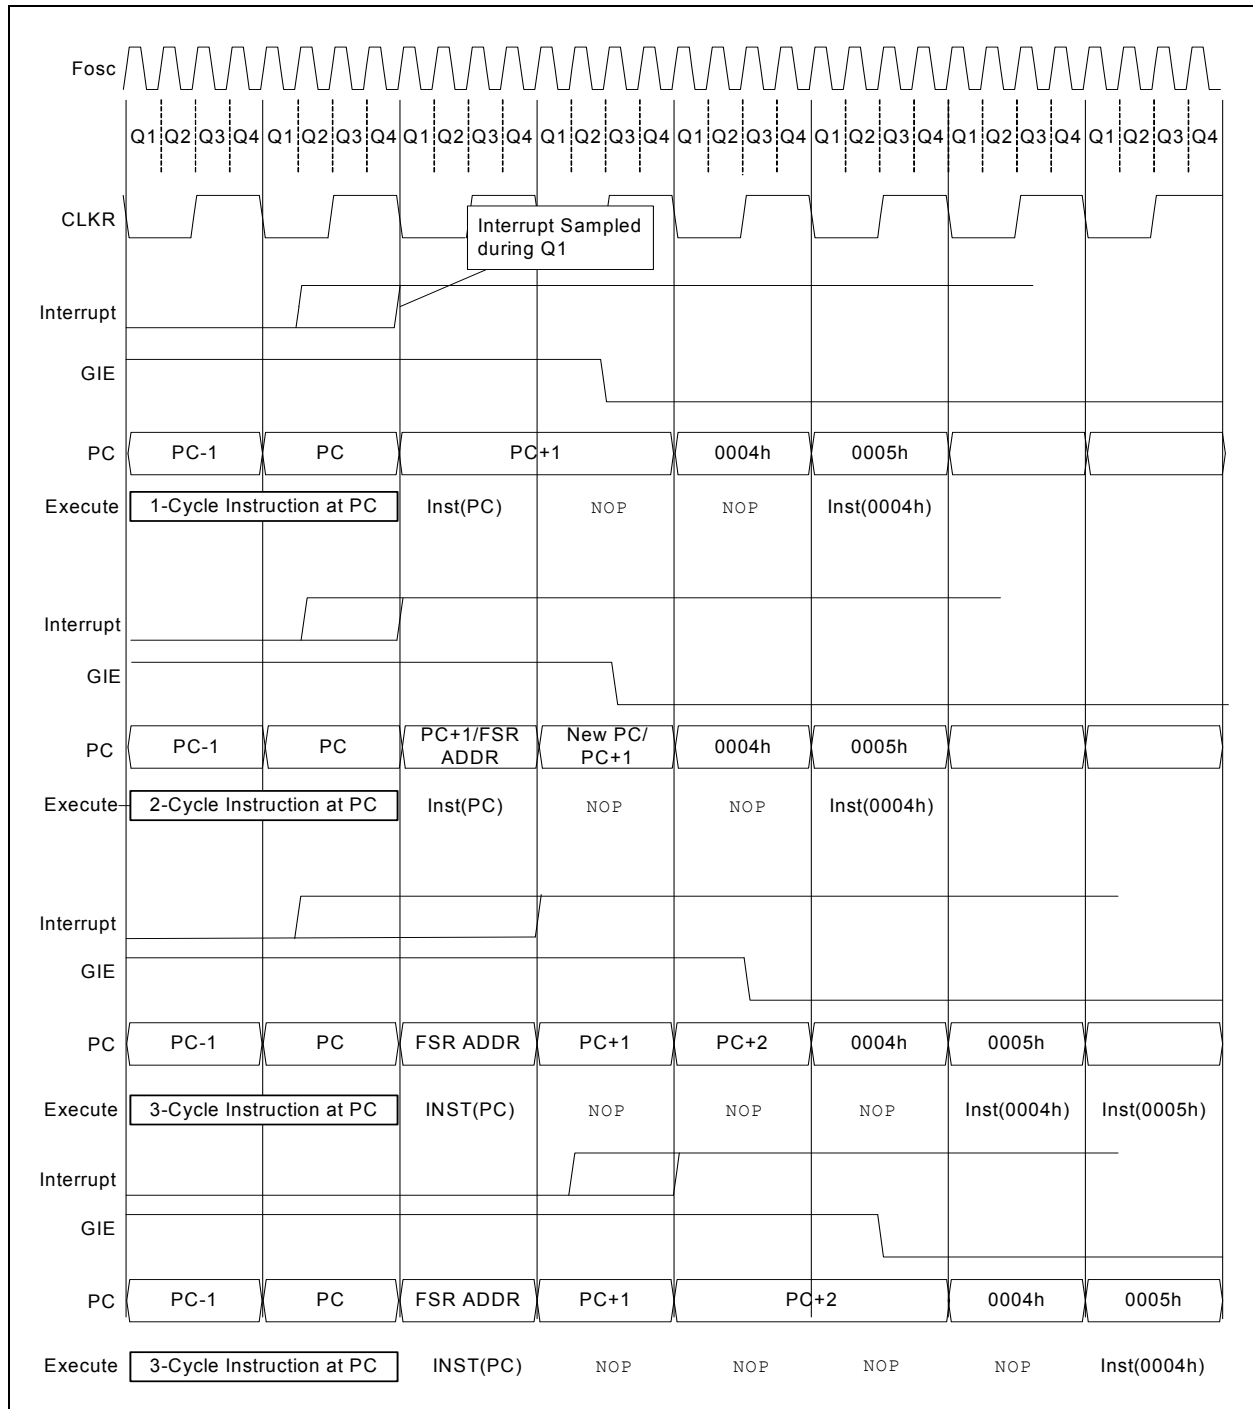 Fosc
Q1 Q2 Q3 Q4 Q1 Q2 Q3 Q4 Q1 Q2 Q3 Q4 Q1 Q2 Q3 Q4 Q1 Q2 Q3 Q4 Q1 Q2 Q3 Q4 Q1 Q2 Q3 Q4 Q1 Q2 Q3 Q4
CLKR
Interrupt Sampled
during Q1
Interrupt
GIE
PC PC-1 PC PC+1 0004h 0005h
Execute 1-Cycle Instruction at PC Inst(PC) NOP NOP Inst(0004h)
Interrupt
GIE
PC PC-1 PC PC+1/FSR ADDR New PC/ PC+1 0004h 0005h
Execute 2-Cycle Instruction at PC Inst(PC) NOP NOP Inst(0004h)
Interrupt
GIE
PC PC-1 PC FSR ADDR PC+1 PC+2 0004h 0005h
Execute 3-Cycle Instruction at PC INST(PC) NOP NOP NOP Inst(0004h) Inst(0005h)
Interrupt
GIE
PC PC-1 PC FSR ADDR PC+1 PC+2 0004h 0005h
Execute 3-Cycle Instruction at PC INST(PC) NOP NOP NOP NOP Inst(0004h)